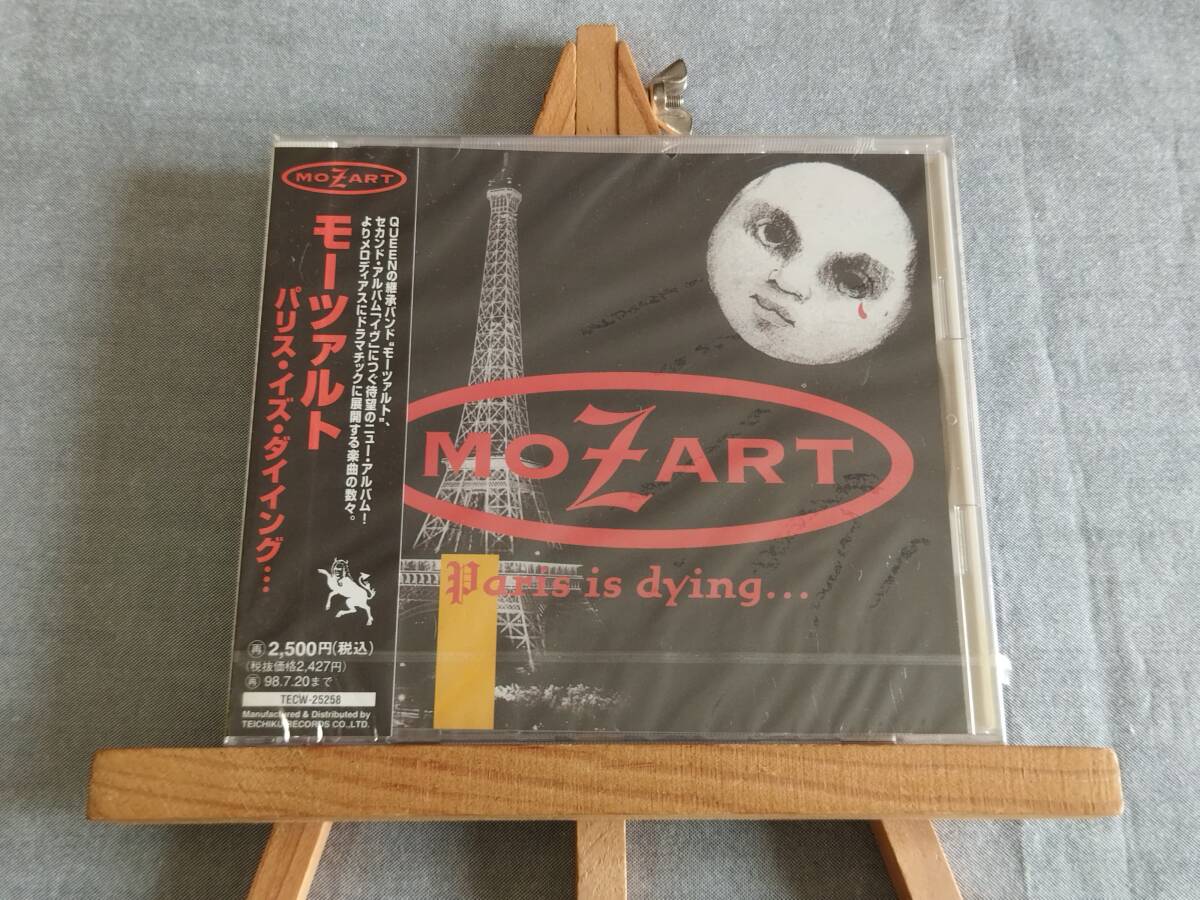 MOZART
モーツァルト
パリス・イズ・ダイイング…
QUEENの継承バンド“モーツァルト”、
セカンド・アルバム「イヴ」につぐ待望のニュー・アルバム!
よりメロディアスにドラマチックに展開する楽曲の数々。
再 2,500円(税込)
(税抜価格2,427円)
再 98.7.20まで
TECW-25258
Manufactured & Distributed by
TEICHIKU RECORDS CO.,LTD.
MOZART
Paris is dying...